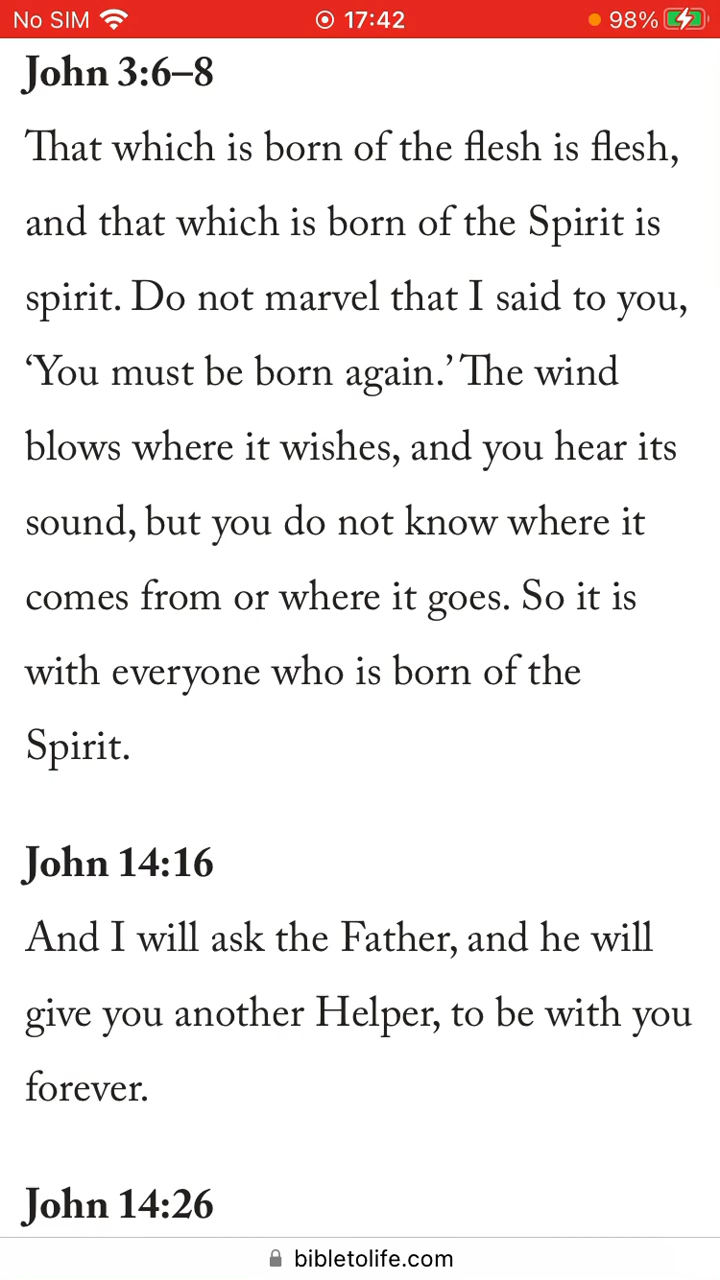 No SIM 17:42 98%
John 3:6–8
That which is born of the flesh is flesh,
and that which is born of the Spirit is
spirit. Do not marvel that I said to you,
‘You must be born again.’ The wind
blows where it wishes, and you hear its
sound, but you do not know where it
comes from or where it goes. So it is
with everyone who is born of the
Spirit.
John 14:16
And I will ask the Father, and he will
give you another Helper, to be with you
forever.
John 14:26
bibletolife.com